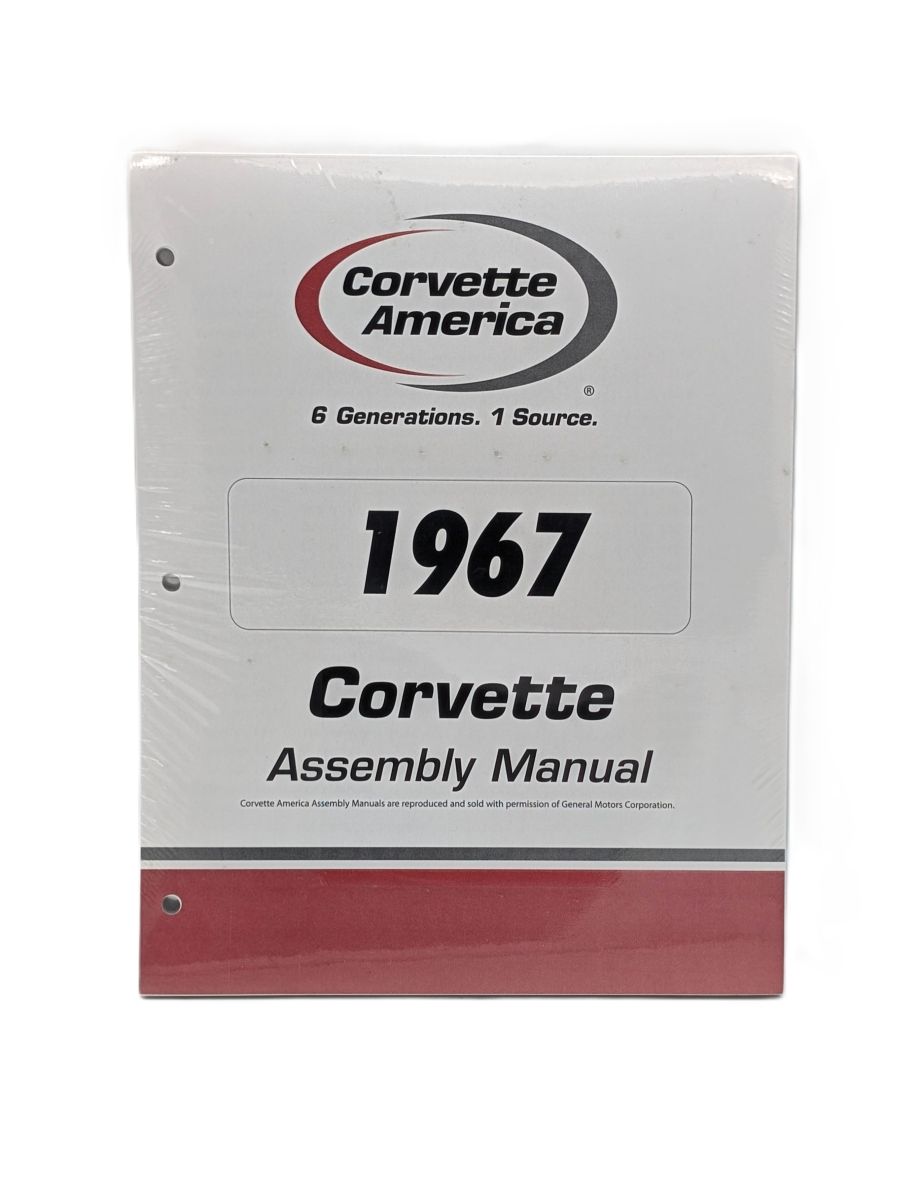 Corvette
America
®
6 Generations. 1 Source.
1967
Corvette
Assembly Manual
Corvette America Assembly Manuals are reproduced and sold with permission of General Motors Corporation.